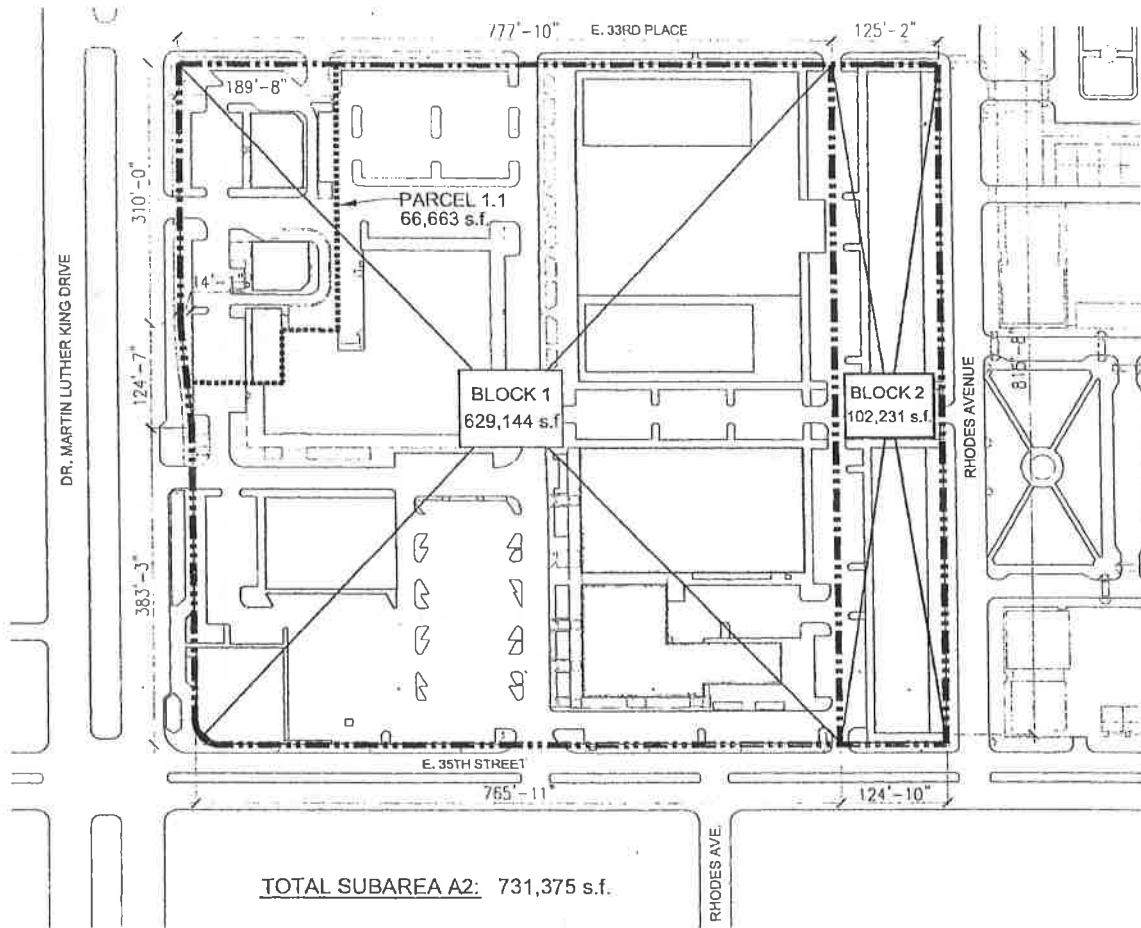 777'-10"
E. 33RD PLACE
125'-2"
189'-8"
310'-0"
PARCEL 1.1
66,663 s.f.
DR. MARTIN LUTHER KING DRIVE
124'-7"
BLOCK 1
629,144 s.f
BLOCK 2
102,231 s.f.
815'-8"
RHODES AVENUE
383'-3"
E. 35TH STREET
765'-11"
124'-10"
RHODES AVE.
TOTAL SUBAREA A2: 731,375 s.f.